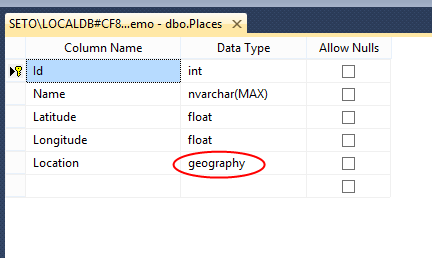 SETO\LOCALDB#CF8...emo - dbo.Places
Column Name Data Type Allow Nulls
Id int
Name nvarchar(MAX)
Latitude float
Longitude float
Location geography